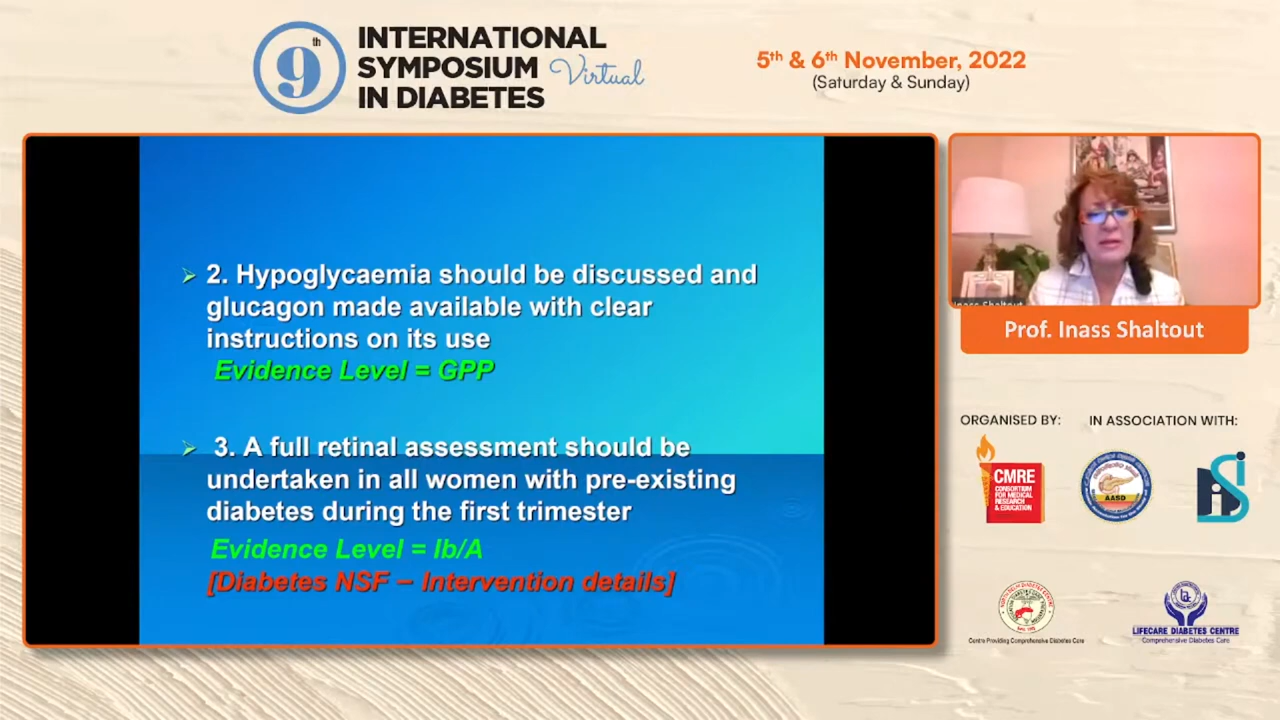 9th
INTERNATIONAL
SYMPOSIUM Virtual
IN DIABETES
5th & 6th November, 2022
(Saturday & Sunday)
➢ 2. Hypoglycaemia should be discussed and
glucagon made available with clear
instructions on its use
Evidence Level = GPP
➢ 3. A full retinal assessment should be
undertaken in all women with pre-existing
diabetes during the first trimester
Evidence Level = Ib/A
[Diabetes NSF – Intervention details]
Inass Shaltout
Prof. Inass Shaltout
ORGANISED BY:
IN ASSOCIATION WITH:
CMRE
CONSORTIUM
FOR MEDICAL
RESEARCH
& EDUCATION
AASD
Centre Providing Comprehensive Diabetes Care
LIFECARE DIABETES CENTRE
Comprehensive Diabetes Care